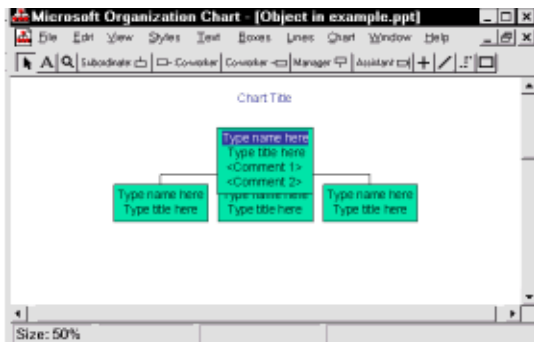 Microsoft Organization Chart - [Object in example.ppt]
File Edit View Styles Text Boxes Lines Chart Window Help
A Subordinate Co-worker Co-worker Manager Assistant
Chart Title
Type name here
Type title here
<Comment 1>
<Comment 2>
Type name here Type name here Type name here
Type title here Type title here Type title here
Size: 50%